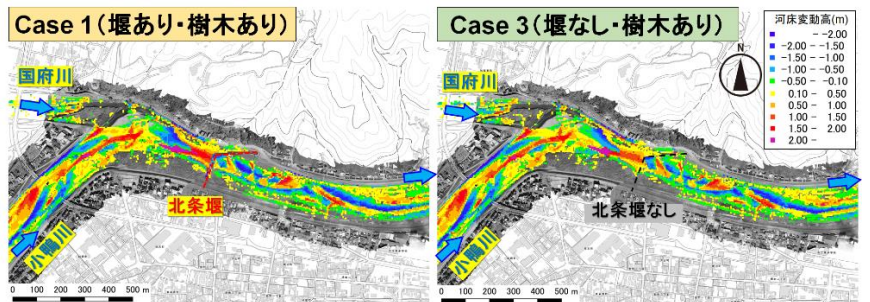 Case 1（堰あり・樹木あり）
国府川
北条堰
小鴨川
0 100 200 300 400 500 m
Case 3（堰なし・樹木あり）
国府川
北条堰なし
小鴨川
0 100 200 300 400 500 m
N
河床変動高(m)
- -2.00
-2.00 - -1.50
-1.50 - -1.00
-1.00 - -0.50
-0.50 - -0.10
0.10 - 0.50
0.50 - 1.00
1.00 - 1.50
1.50 - 2.00
2.00 -